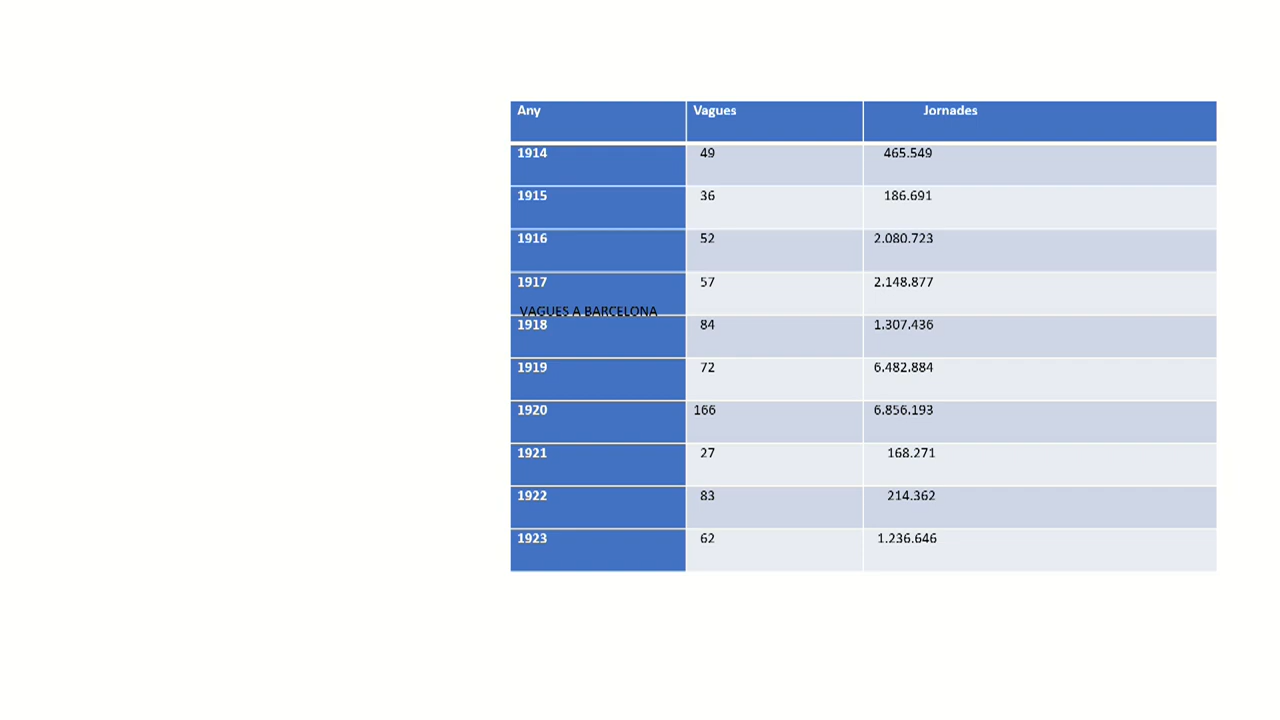 Any Vagues Jornades
1914 49 465.549
1915 36 186.691
1916 52 2.080.723
1917 57 2.148.877
VAGUES A BARCELONA
1918 84 1.307.436
1919 72 6.482.884
1920 166 6.856.193
1921 27 168.271
1922 83 214.362
1923 62 1.236.646